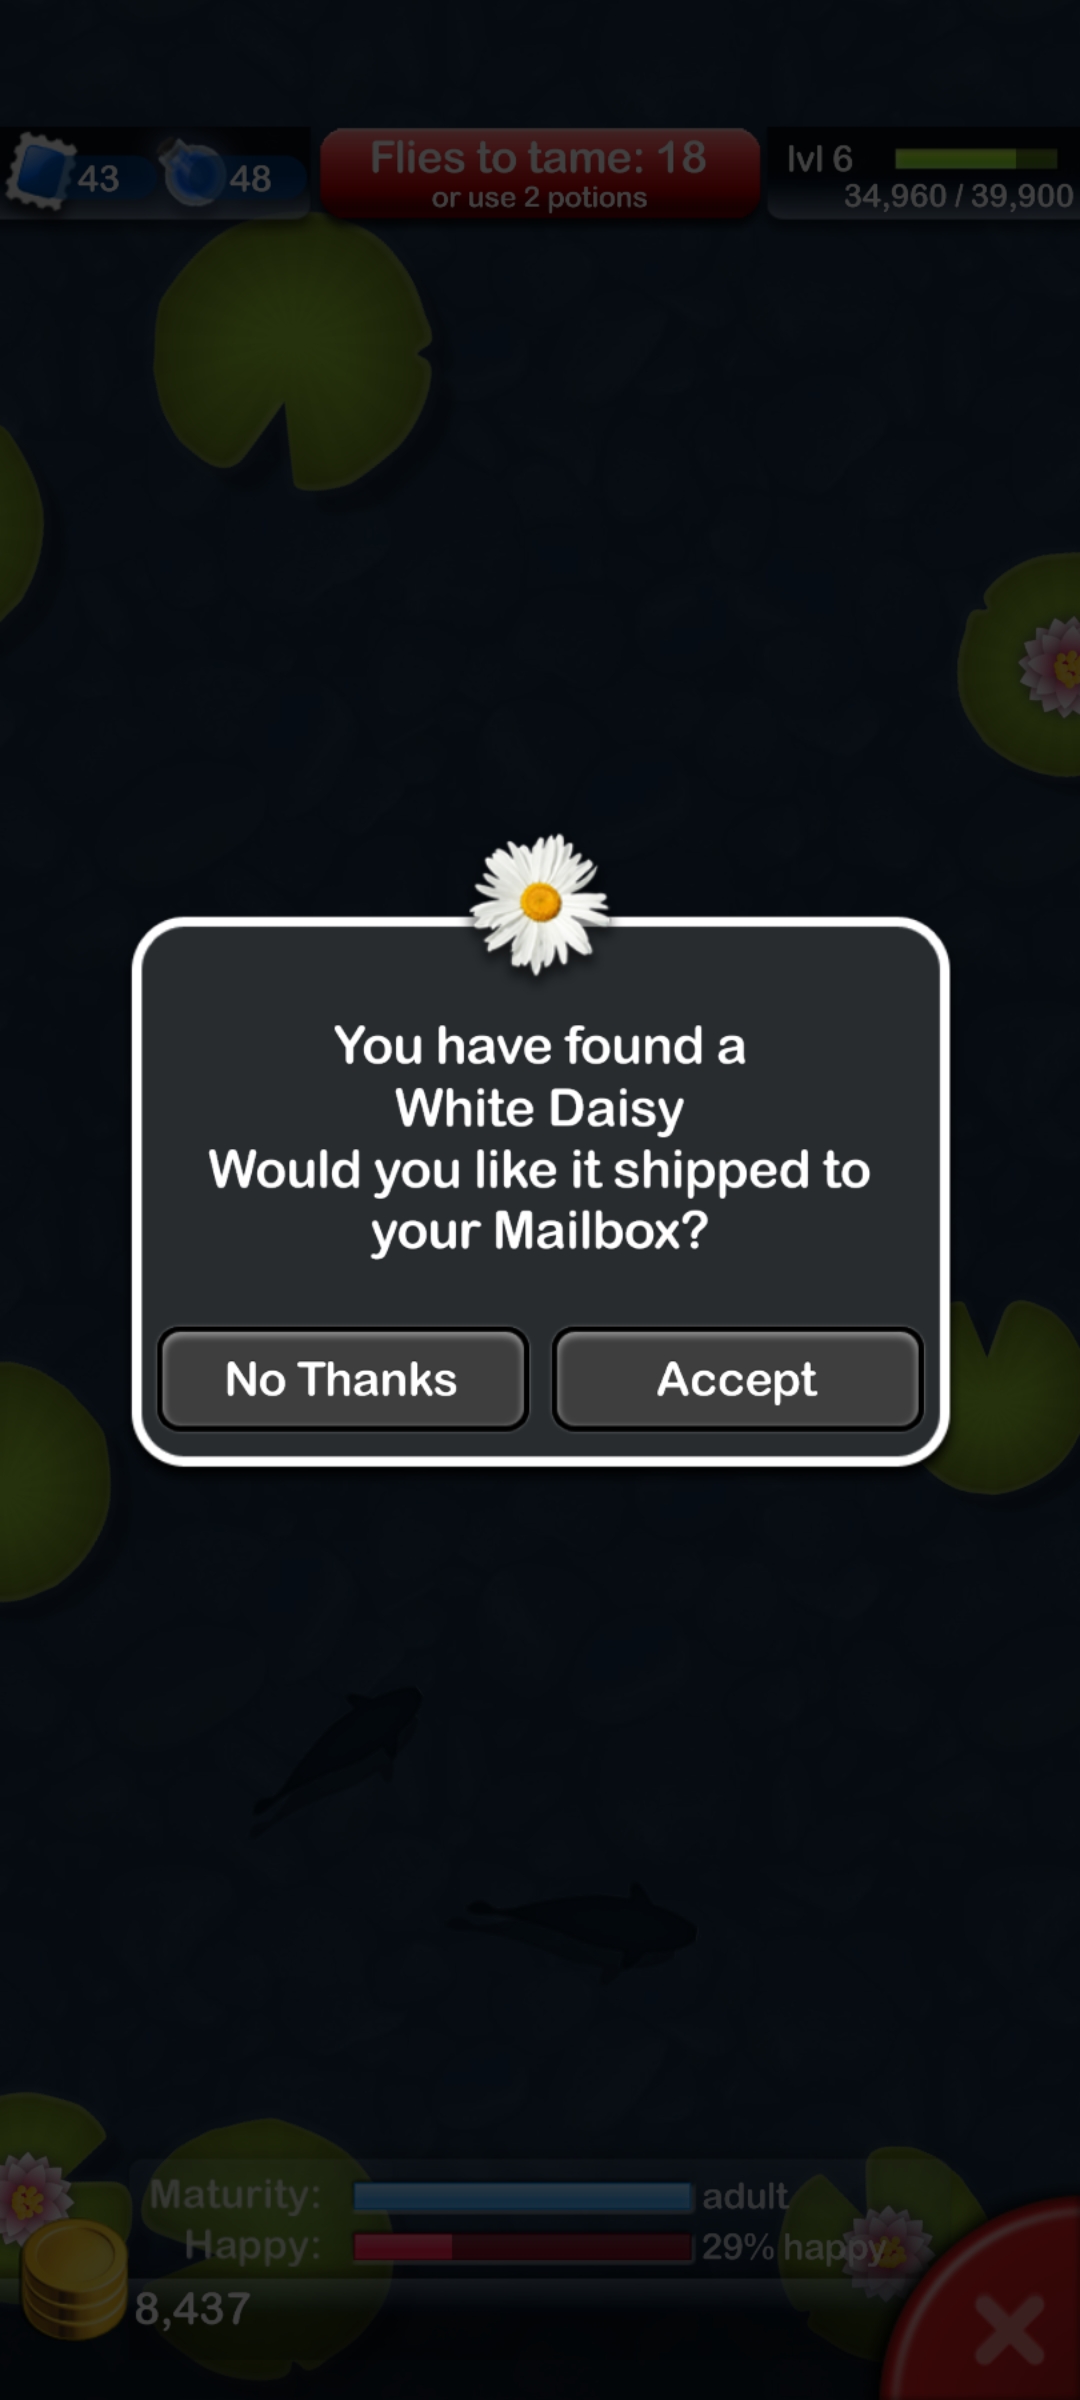 43
48
Flies to tame: 18
or use 2 potions
lvl 6
34,960 / 39,900
You have found a
White Daisy
Would you like it shipped to
your Mailbox?
No Thanks
Accept
Maturity:
adult
Happy:
29% happy
8,437